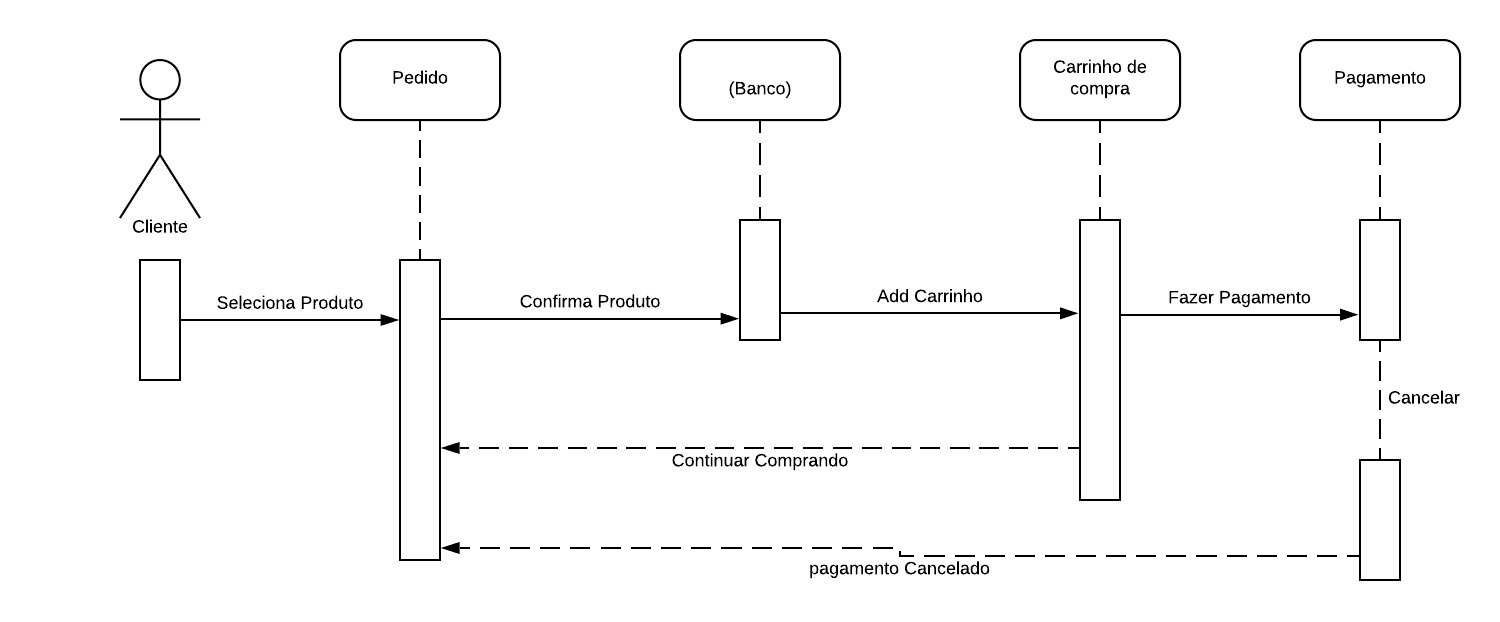 Pedido
(Banco)
Carrinho de
compra
Pagamento
Cliente
Seleciona Produto
Confirma Produto
Add Carrinho
Fazer Pagamento
Cancelar
Continuar Comprando
pagamento Cancelado